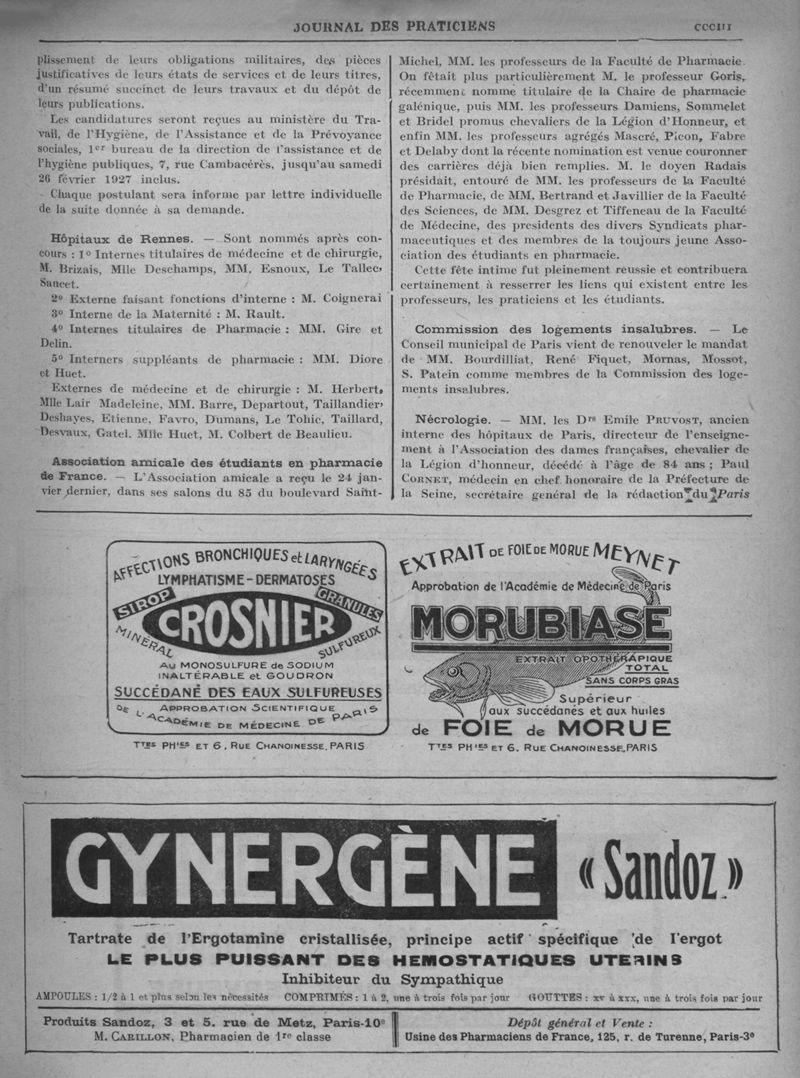 JOURNAL DES PRATICIENS
CCCIII
plissement de leurs obligations militaires, des pièces
justificatives de leurs états de services et de leurs titres,
d'un résumé succinct de leurs travaux et du dépôt de
leurs publications.
Les candidatures seront reçues au ministère du Tra-
vail, de l'Hygiène, de l'Assistance et de la Prévoyance
sociales, 1er bureau de la direction de l'assistance et de
l'hygiène publiques, 7, rue Cambacérès, jusqu'au samedi
26 février 1927 inclus.
Chaque postulant sera informe par lettre individuelle
de la suite donnée à sa demande.
Hôpitaux de Rennes. — Sont nommés après con-
cours : 1º Internes titulaires de médecine et chirurgie,
M. Brizais, Mlle Deschamps, MM. Esnoux, Le Tallec,
Saucet.
2º Externe faisant fonctions d'interne : M. Coignerai
3º Interne de la Maternité : M. Rault.
4º Internes titulaires de Pharmacie : MM. Gire et
Delin.
5º Interners suppléants de pharmacie : MM. Diore
et Huet.
Externes de médecine et de chirurgie : M. Herbert,
Mlle Lair Madeleine, MM. Barre, Departout, Taillandier,
Deshayes, Etienne, Favro, Dumans, Le Tohic, Taillard,
Desvaux, Gatel. Mlle Huet, M. Colbert de Beaulieu.
Association amicale des étudiants en pharmacie
de France. — L'Association amicale a reçu le 24 jan-
vier dernier, dans ses salons du 85 du boulevard Saint-
Michel, MM. les professeurs de la Faculté de Pharmacie.
On fêtait plus particulièrement M. le professeur Goris,
récemment nomme titulaire de la Chaire de pharmacie
galénique, puis MM. les professeurs Damiens, Sommelet
et Bridel promus chevaliers de la Légion d'Honneur, et
enfin MM. les professeurs agrégés Mascré, Picon, Fabre
et Delaby dont la récente nomination est venue couronner
des carrières déjà bien remplies. M. le doyen Radais
présidait, entouré de MM. les professeurs de la Faculté
de Pharmacie, de MM. Bertrand et Javillier de la Faculté
des Sciences, de MM. Desgrez et Tiffeneau de la Faculté
de Médecine, des presidents des divers Syndicats phar-
maceutiques et des membres de la toujours jeune Asso-
ciation des étudiants en pharmacie.
Cette fête intime fut pleinement reussie et contribuera
certainement à resserrer les liens qui existent entre les
professeurs, les praticiens et les étudiants.
Commission des logements insalubres. — Le
Conseil municipal de Paris vient de renouveler le mandat
de MM. Bourdilliat, René Fiquet, Mornas, Mossot,
S. Patein comme membres de la Commission des loge-
ments insalubres.
Nécrologie. — MM. les Drs Emile PRUVOST, ancien
interne des hôpitaux de Paris, directeur de l'enseigne-
ment à l'Association des dames françaises, chevalier de
la Légion d'honneur, décédé à l'âge de 84 ans ; Paul
CORNET, médecin en chef honoraire de la Préfecture de
la Seine, secrétaire general de la rédaction du Paris
AFFECTIONS BRONCHIQUES et LARYNGÉES
LYMPHATISME - DERMATOSES
SIROP
GRANULES
CROSNIER
MINÉRAL
SULFUREUX
AU MONOSULFURE de SODIUM
INALTÉRABLE et GOUDRON
SUCCÉDANÉ DES EAUX SULFUREUSES
APPROBATION SCIENTIFIQUE
DE L'ACADÉMIE DE MÉDECINE DE PARIS
TTES PHIES ET 6, RUE CHANOINESSE, PARIS
EXTRAIT DE FOIE DE MORUE MEYNET
Approbation de l'Académie de Médecine de Paris
MORUBIASE
EXTRAIT OPOTHÉRAPIQUE
TOTAL
SANS CORPS GRAS
Supérieur
aux succédanés et aux huiles
de FOIE de MORUE
TTES PHIES ET 6. RUE CHANOINESSE, PARIS
GYNERGÈNE « Sandoz »
Tartrate de l'Ergotamine cristallisée, principe actif spécifique de l'ergot
LE PLUS PUISSANT DES HEMOSTATIQUES UTERINS
Inhibiteur du Sympathique
AMPOULES : 1/2 à 1 et plus selon les nécessités COMPRIMÉS : 1 à 2, une à trois fois par jour GOUTTES : XV à XXX, une à trois fois par jour
Produits Sandoz, 3 et 5. rue de Metz, Paris-10e
M. CARILLON, Pharmacien de 1re classe
Dépôt général et Vente :
Usine des Pharmaciens de France, 125, r. de Turenne, Paris-3e